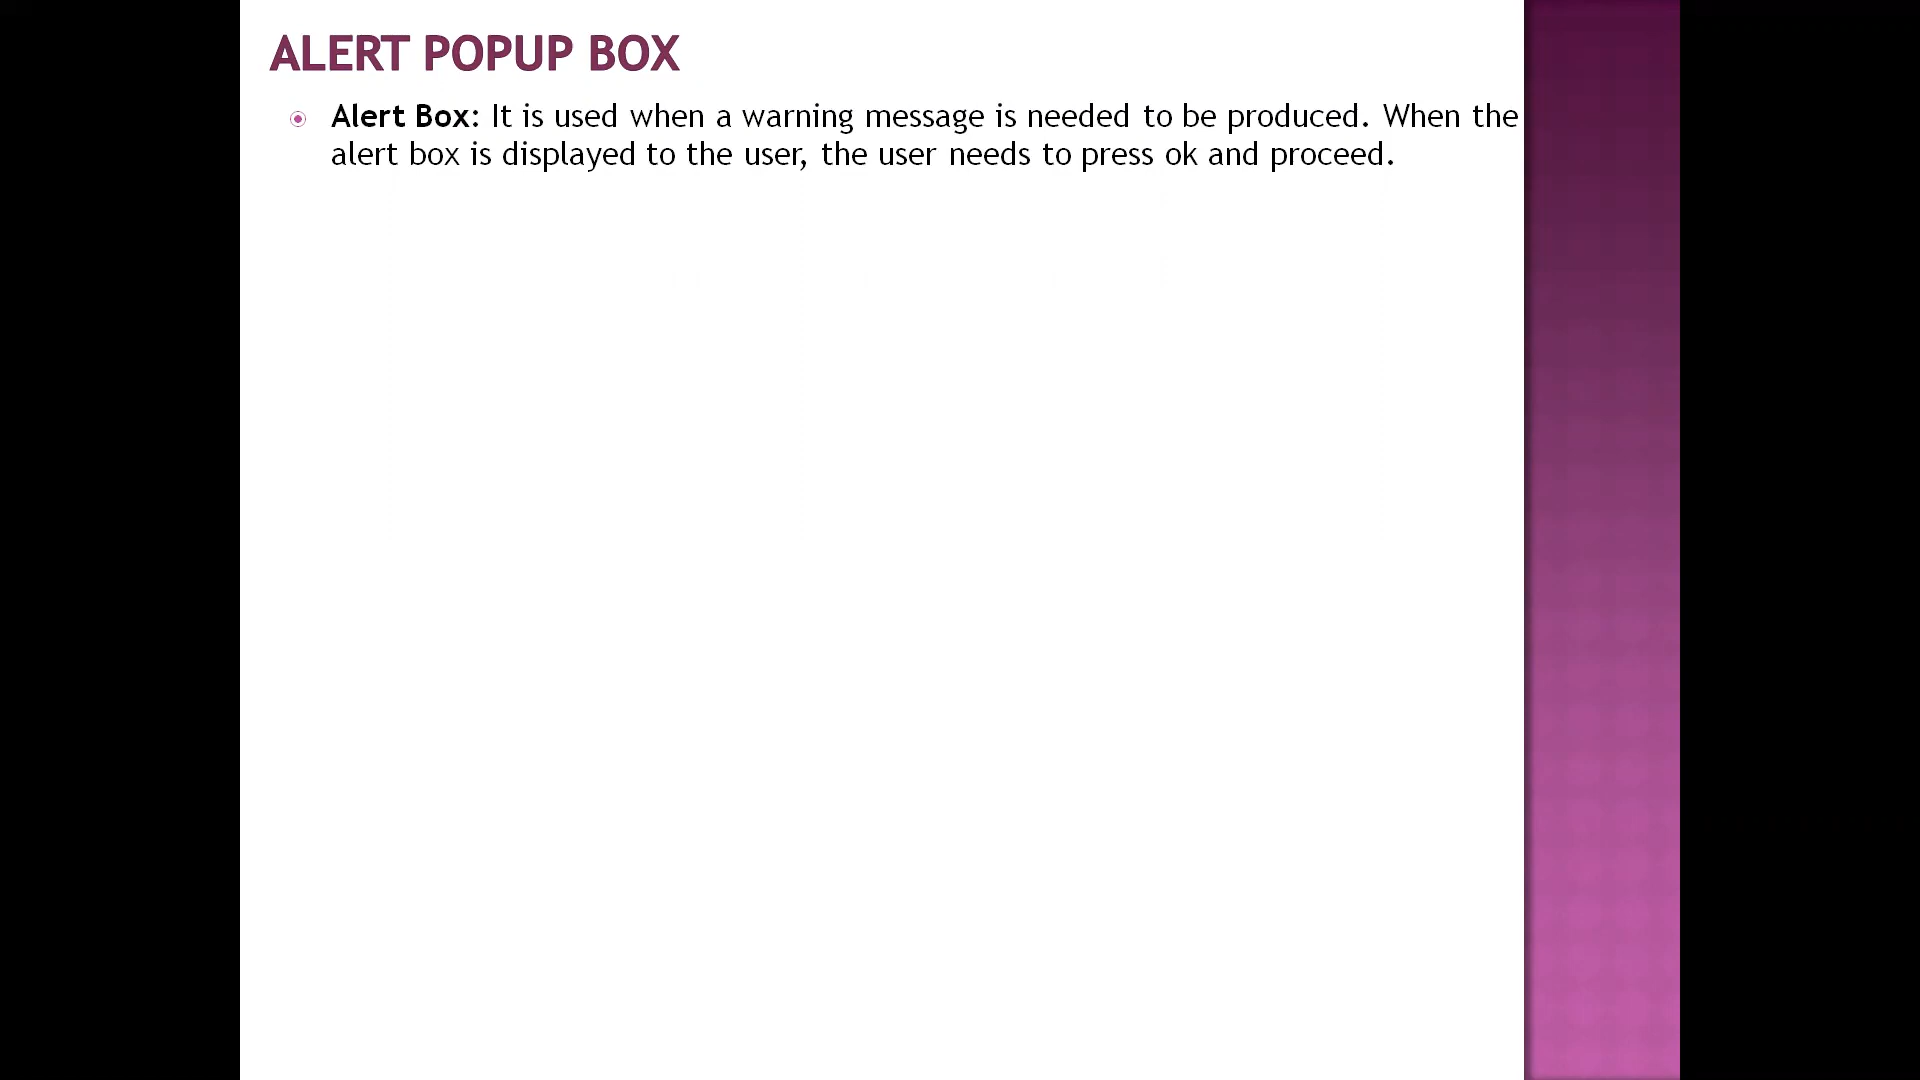 ALERT POPUP BOX
Alert Box: It is used when a warning message is needed to be produced. When the
alert box is displayed to the user, the user needs to press ok and proceed.